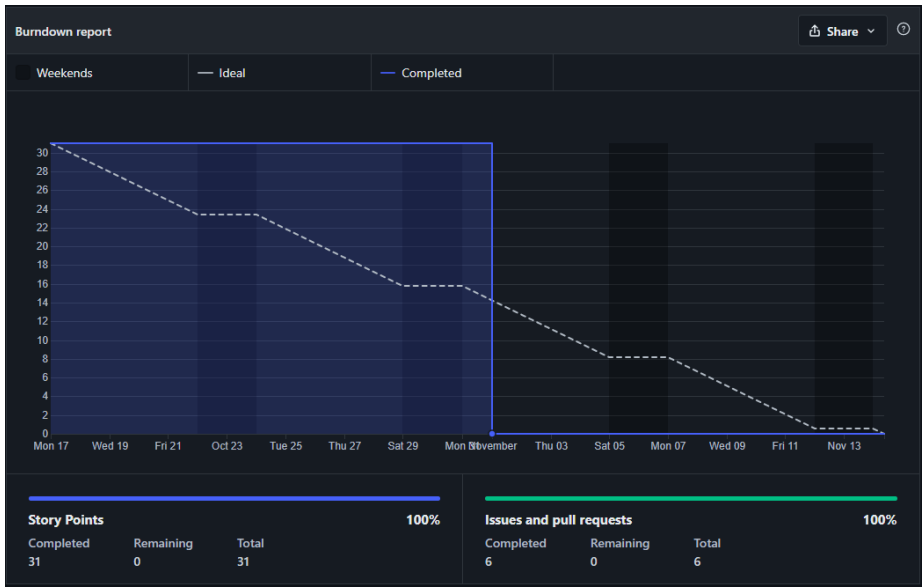 Burndown report
Share
Weekends
Ideal
Completed
30
28
26
24
22
20
18
16
14
12
10
8
6
4
2
0
Mon 17 Wed 19 Fri 21 Oct 23 Tue 25 Thu 27 Sat 29 Mon November Thu 03 Sat 05 Mon 07 Wed 09 Fri 11 Nov 13
Story Points 100%
Completed Remaining Total
31 0 31
Issues and pull requests 100%
Completed Remaining Total
6 0 6